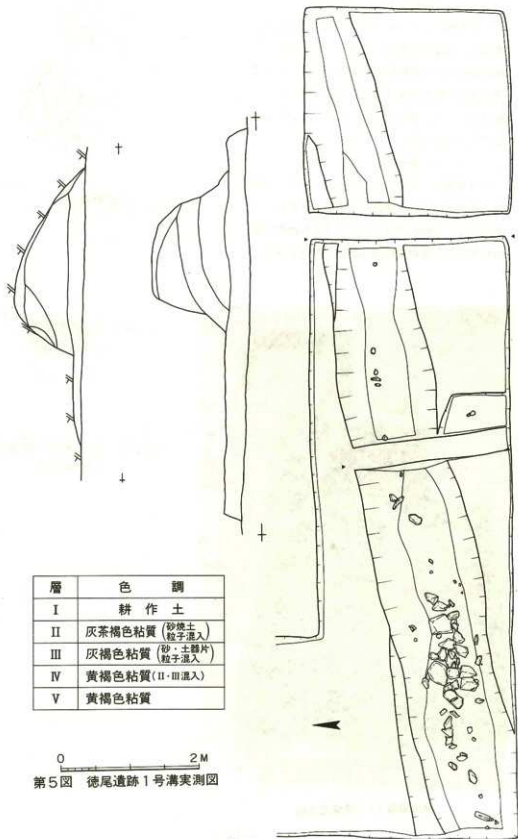 層 色調
I 耕作土
II 灰茶褐色粘質(砂焼土粒子混入)
III 灰褐色粘質(砂・土器片粒子混入)
IV 黄褐色粘質(II・III混入)
V 黄褐色粘質
0 2M
第5図 徳尾遺跡1号溝実測図